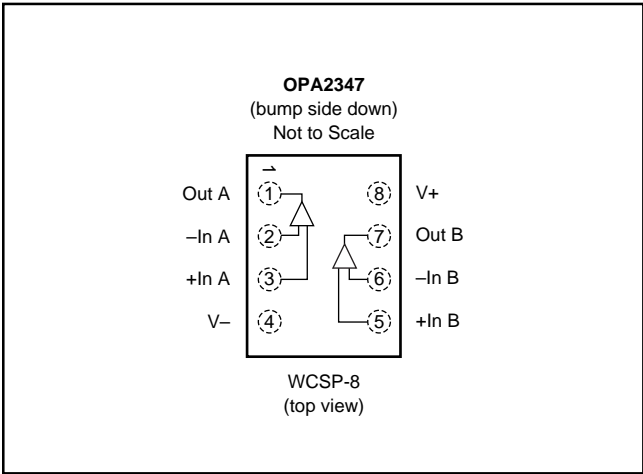 OPA2347
(bump side down)
Not to Scale
1
Out A 1 8 V+
–In A 2 7 Out B
+In A 3 6 –In B
V– 4 5 +In B
WCSP-8
(top view)